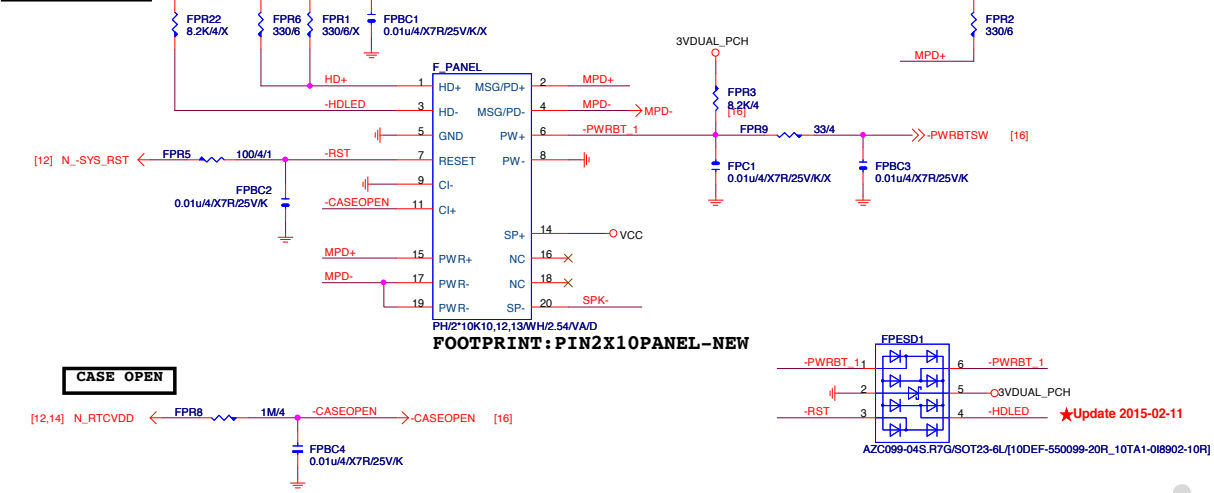 FPR22
8.2K/4/X
FPR6
330/6
FPR1
330/6/X
FPBC1
0.01u/4/X7R/25V/K/X
FPR2
330/6
MPD+
3VDUAL_PCH
FPR3
8.2K/4
[16]
F_PANEL
HD+ 1 HD+ MSG/PD+ 2 MPD+
-HDLED 3 HD- MSG/PD- 4 MPD- MPD-
5 GND PW+ 6 -PWRBT_1
FPR9 33/4 -PWRBTSW [16]
[12] N_-SYS_RST FPR5 100/4/1 -RST 7 RESET PW- 8
9 CI-
-CASEOPEN 11 CI+
FPBC2
0.01u/4/X7R/25V/K
FPC1
0.01u/4/X7R/25V/K/X
FPBC3
0.01u/4/X7R/25V/K
SP+ 14 VCC
MPD+ 15 PWR+ NC 16
MPD- 17 PWR- NC 18
19 PWR- SP- 20 SPK-
PH/2*10K10,12,13/WH/2.54/VA/D
FOOTPRINT:PIN2X10PANEL-NEW
CASE OPEN
[12,14] N_RTCVDD FPR8 1M/4 -CASEOPEN -CASEOPEN [16]
FPBC4
0.01u/4/X7R/25V/K
FPESD1
-PWRBT_1 1 6 -PWRBT_1
2 5 3VDUAL_PCH
-RST 3 4 -HDLED
★Update 2015-02-11
AZC099-04S.R7G/SOT23-6L/[10DEF-550099-20R_10TA1-0I8902-10R]